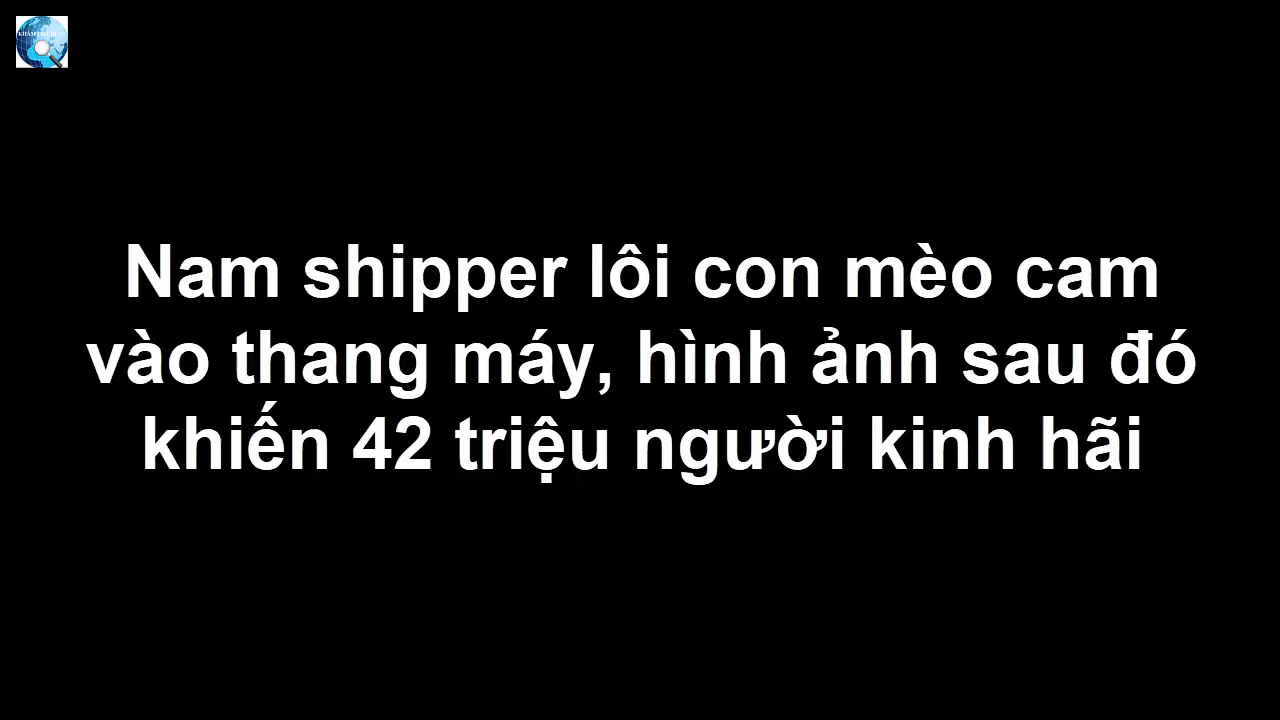 Nam shipper lôi con mèo cam
vào thang máy, hình ảnh sau đó
khiến 42 triệu người kinh hãi